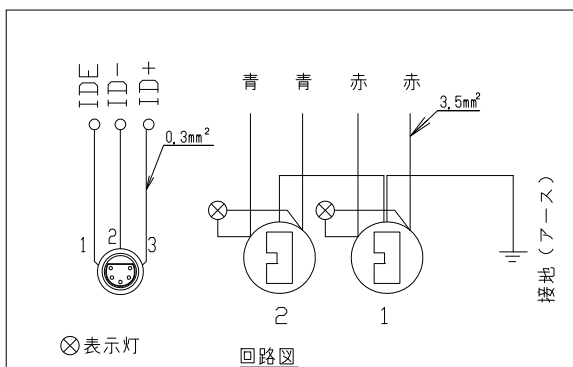 IDE
ID-
ID+
青 青 赤 赤
0.3mm²
3.5mm²
1 2 3
2 1
接地(アース)
表示灯
回路図